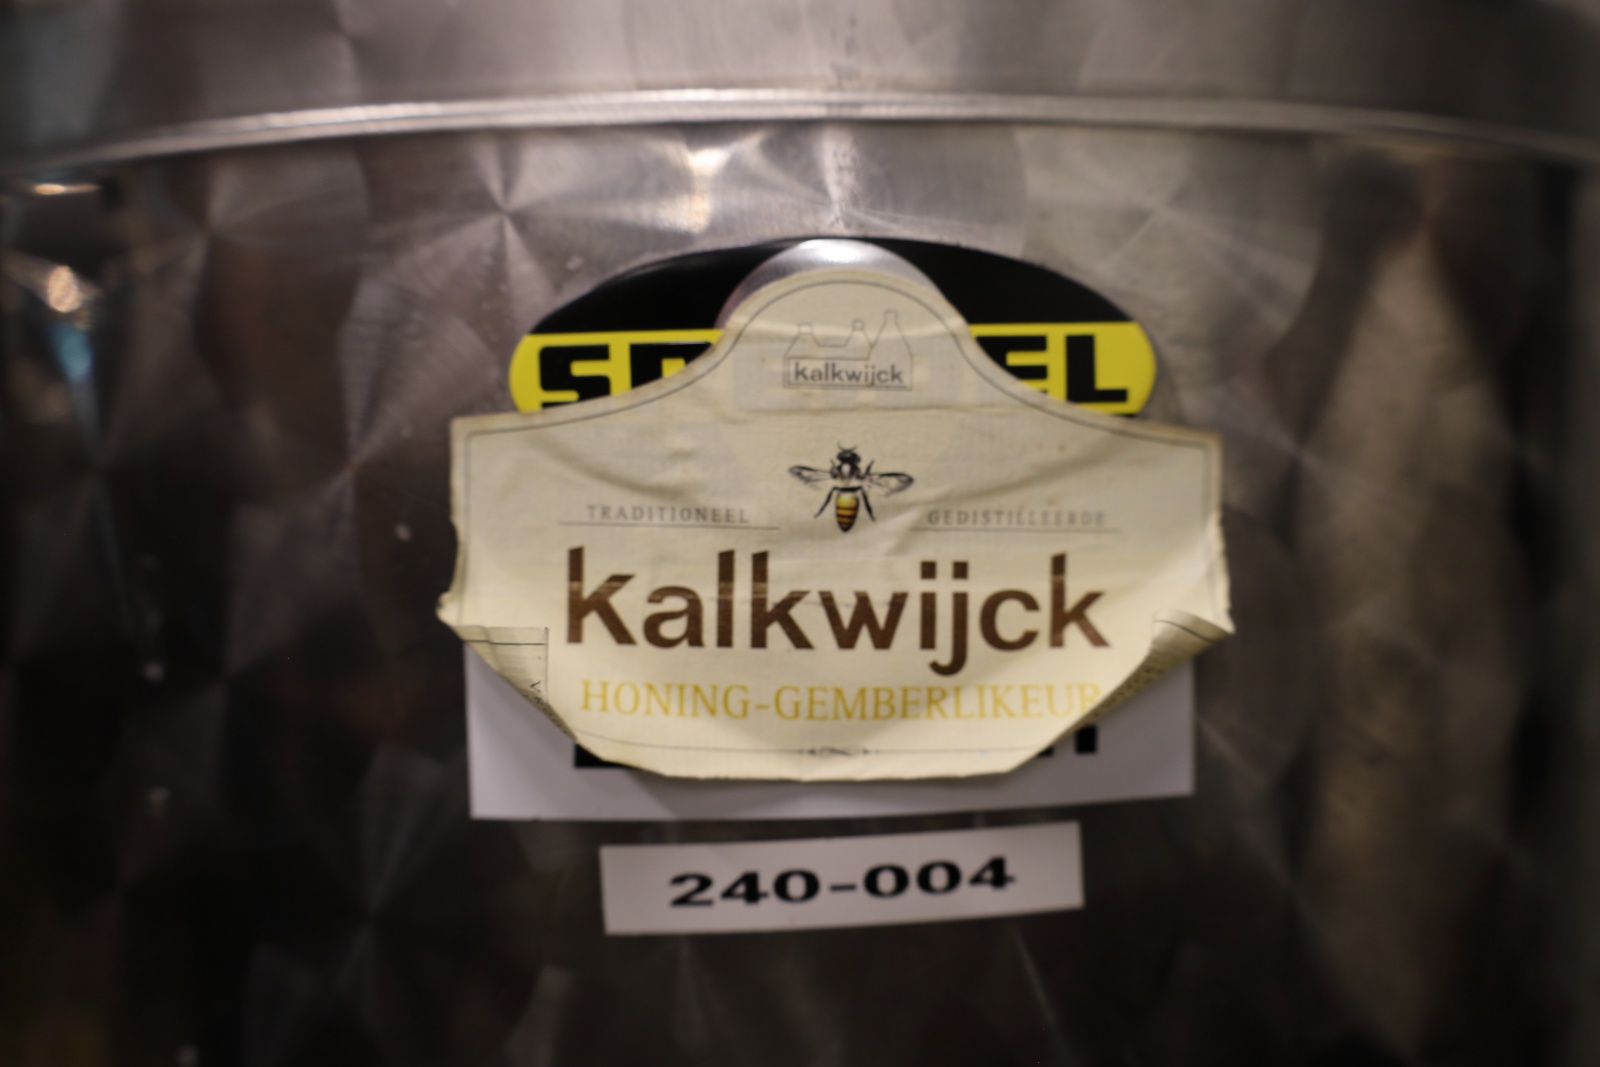 kalkwijck
TRADITIONEEL GEDISTILLEERDE
kalkwijck
HONING-GEMBERLIKEUR
240-004